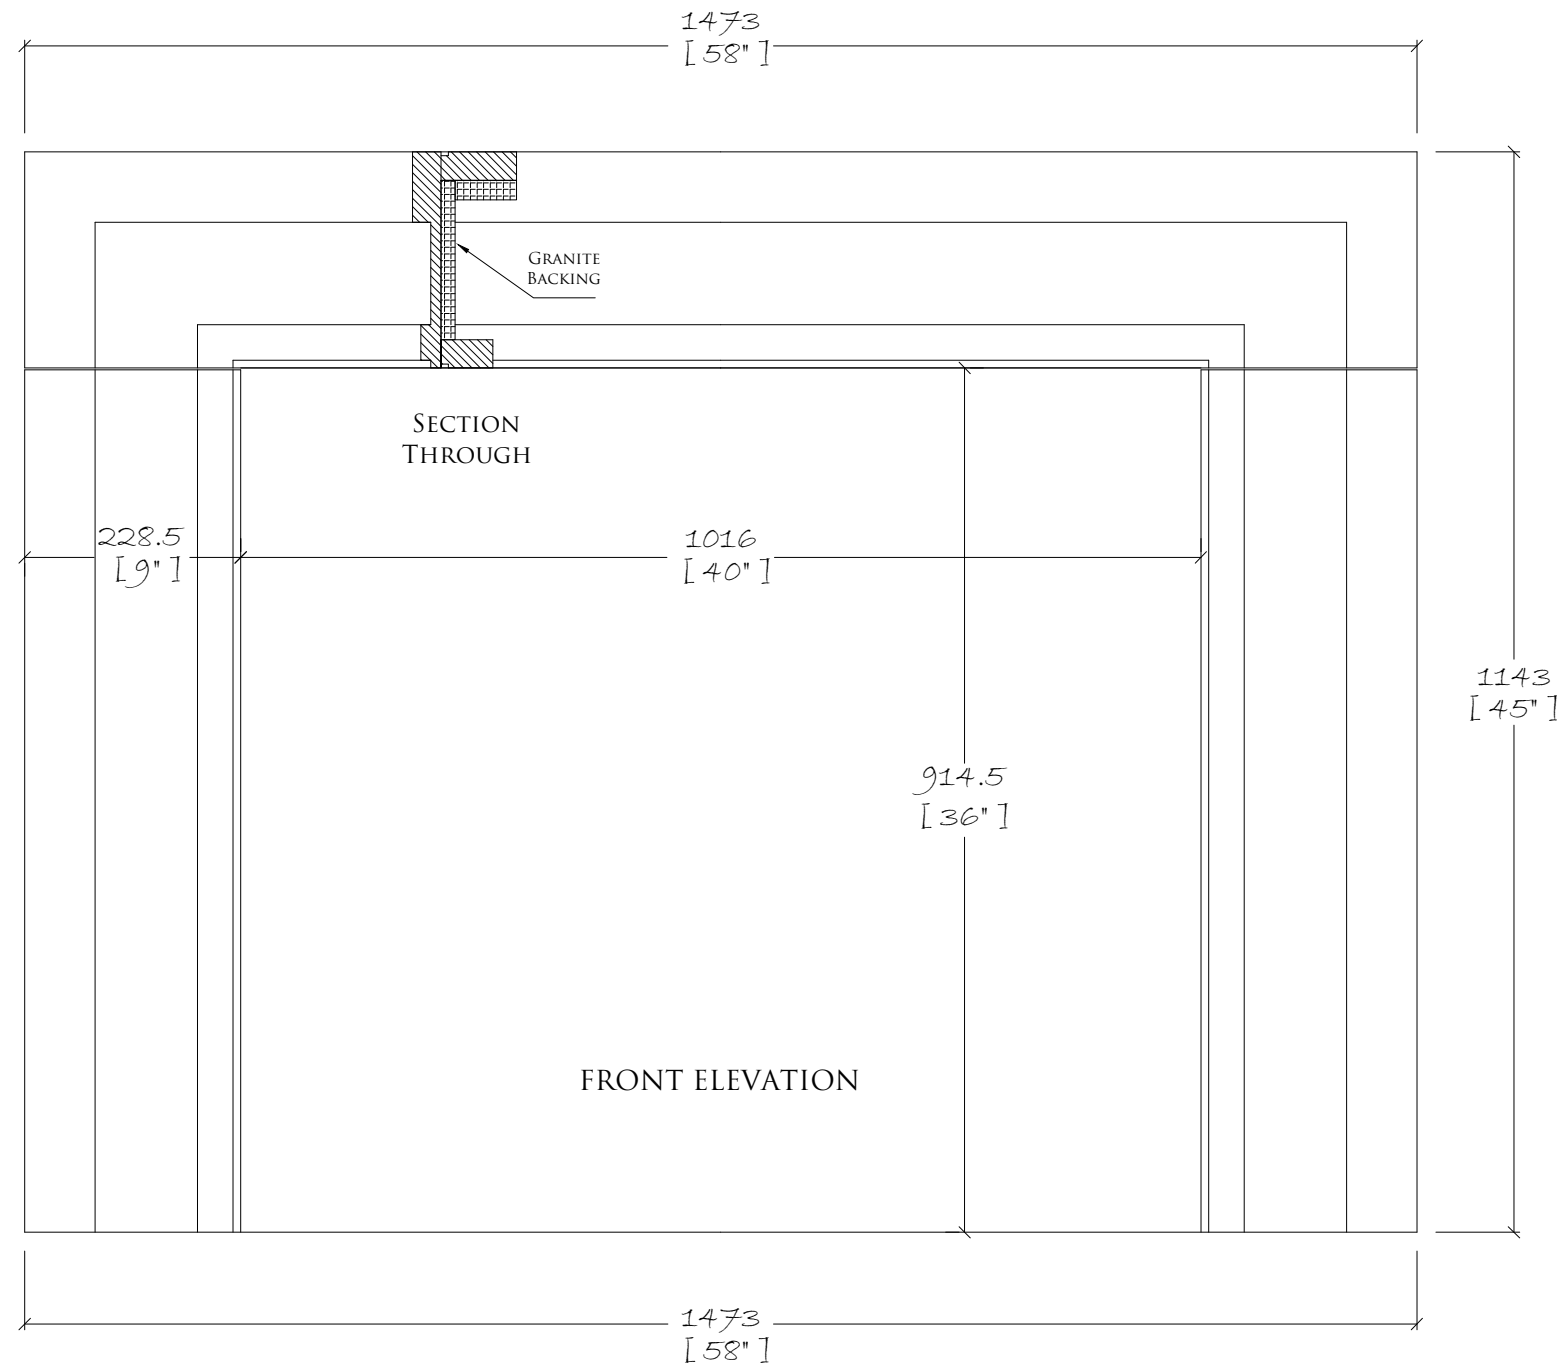 1473
[58"]
GRANITE
BACKING
SECTION
THROUGH
228.5
[9"]
1016
[40"]
1143
[45"]
914.5
[36"]
FRONT ELEVATION
1473
[58"]